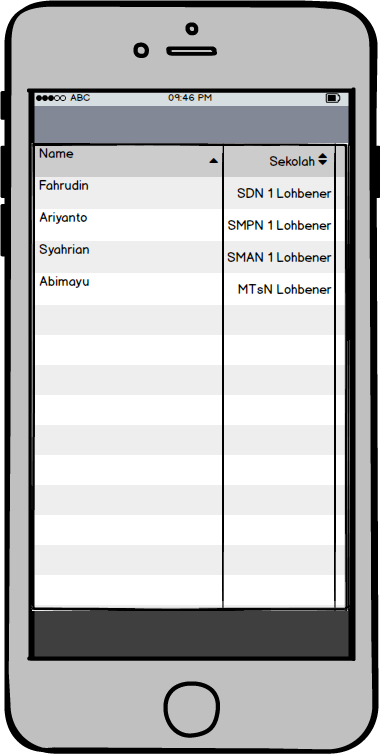 ABC 09:46 PM
Name Sekolah
Fahrudin SDN 1 Lohbener
Ariyanto SMPN 1 Lohbener
Syahrian SMAN 1 Lohbener
Abimayu MTsN Lohbener